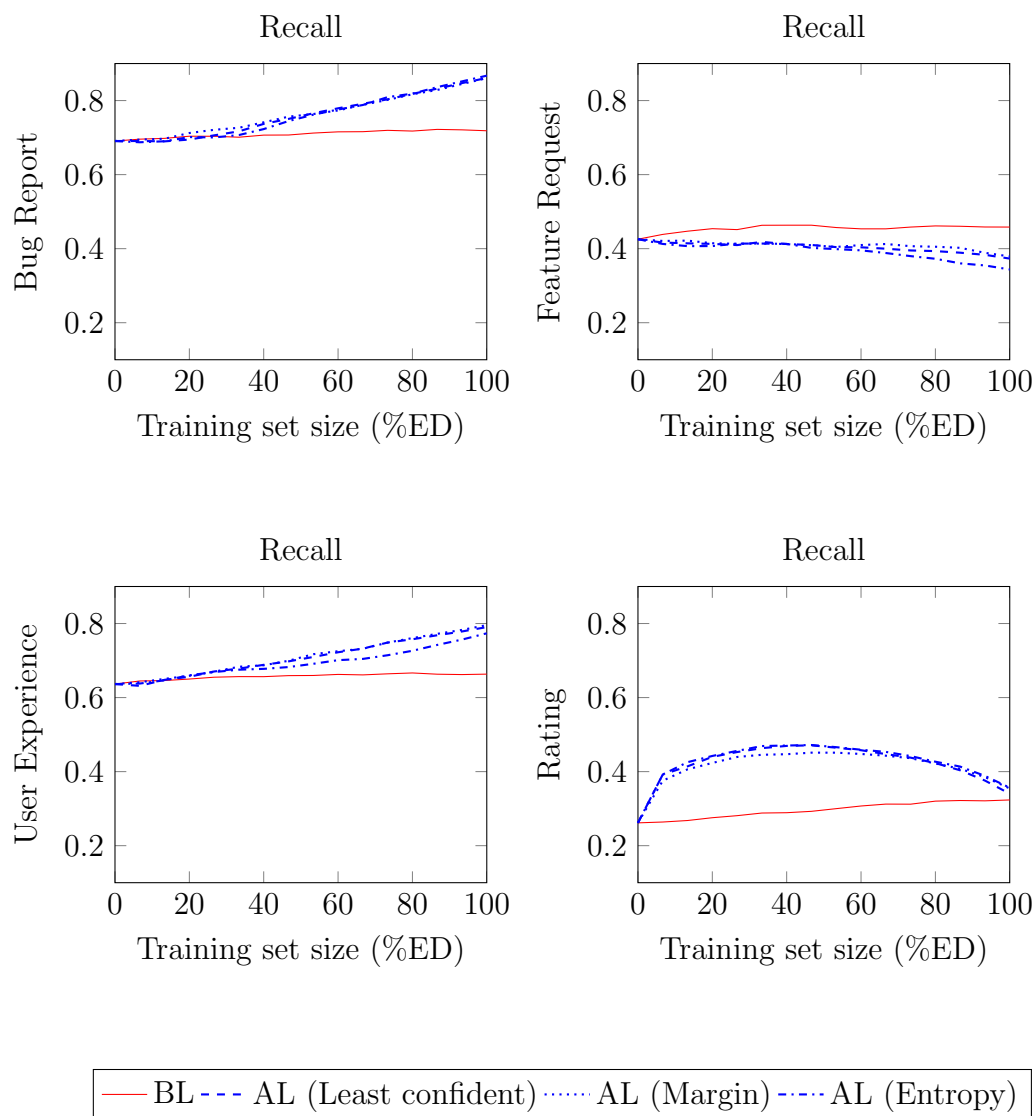 Recall Recall
0.8 0.8
0.6 0.6
0.4 0.4
0.2 0.2
Bug Report Feature Request
0 20 40 60 80 100 0 20 40 60 80 100
Training set size (%ED) Training set size (%ED)
Recall Recall
0.8 0.8
0.6 0.6
0.4 0.4
0.2 0.2
User Experience Rating
0 20 40 60 80 100 0 20 40 60 80 100
Training set size (%ED) Training set size (%ED)
BL AL (Least confident) AL (Margin) AL (Entropy)